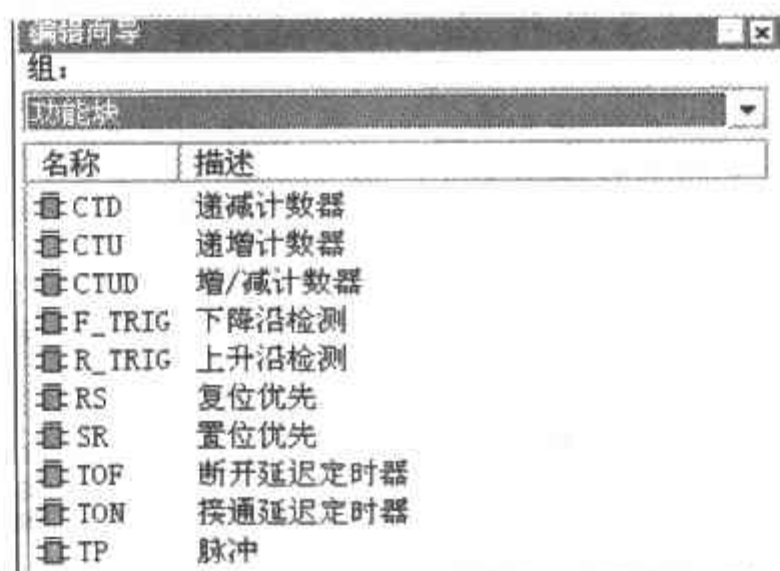 编辑向导
组：
功能块
名称 描述
CTD 递减计数器
CTU 递增计数器
CTUD 增/减计数器
F_TRIG 下降沿检测
R_TRIG 上升沿检测
RS 复位优先
SR 置位优先
TOF 断开延迟定时器
TON 接通延迟定时器
TP 脉冲